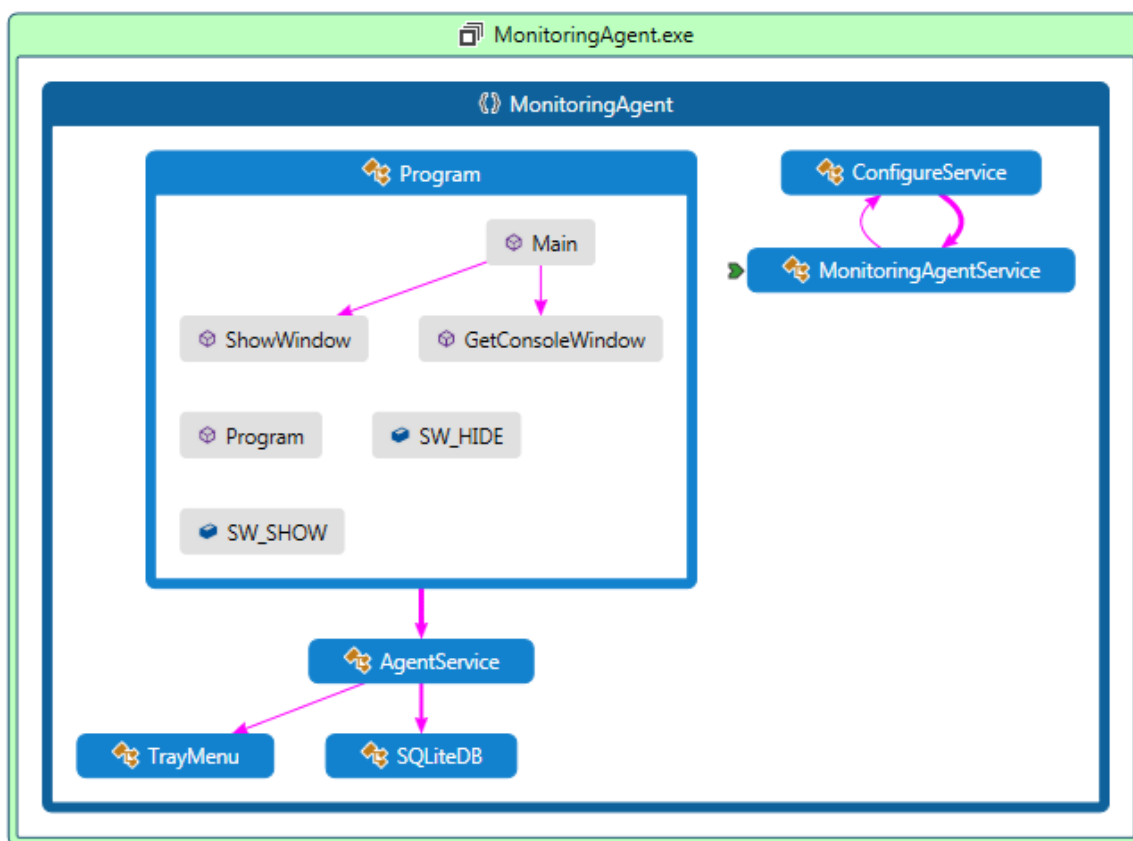 MonitoringAgent.exe
MonitoringAgent
Program
ConfigureService
Main
MonitoringAgentService
ShowWindow
GetConsoleWindow
Program
SW_HIDE
SW_SHOW
AgentService
TrayMenu
SQLiteDB